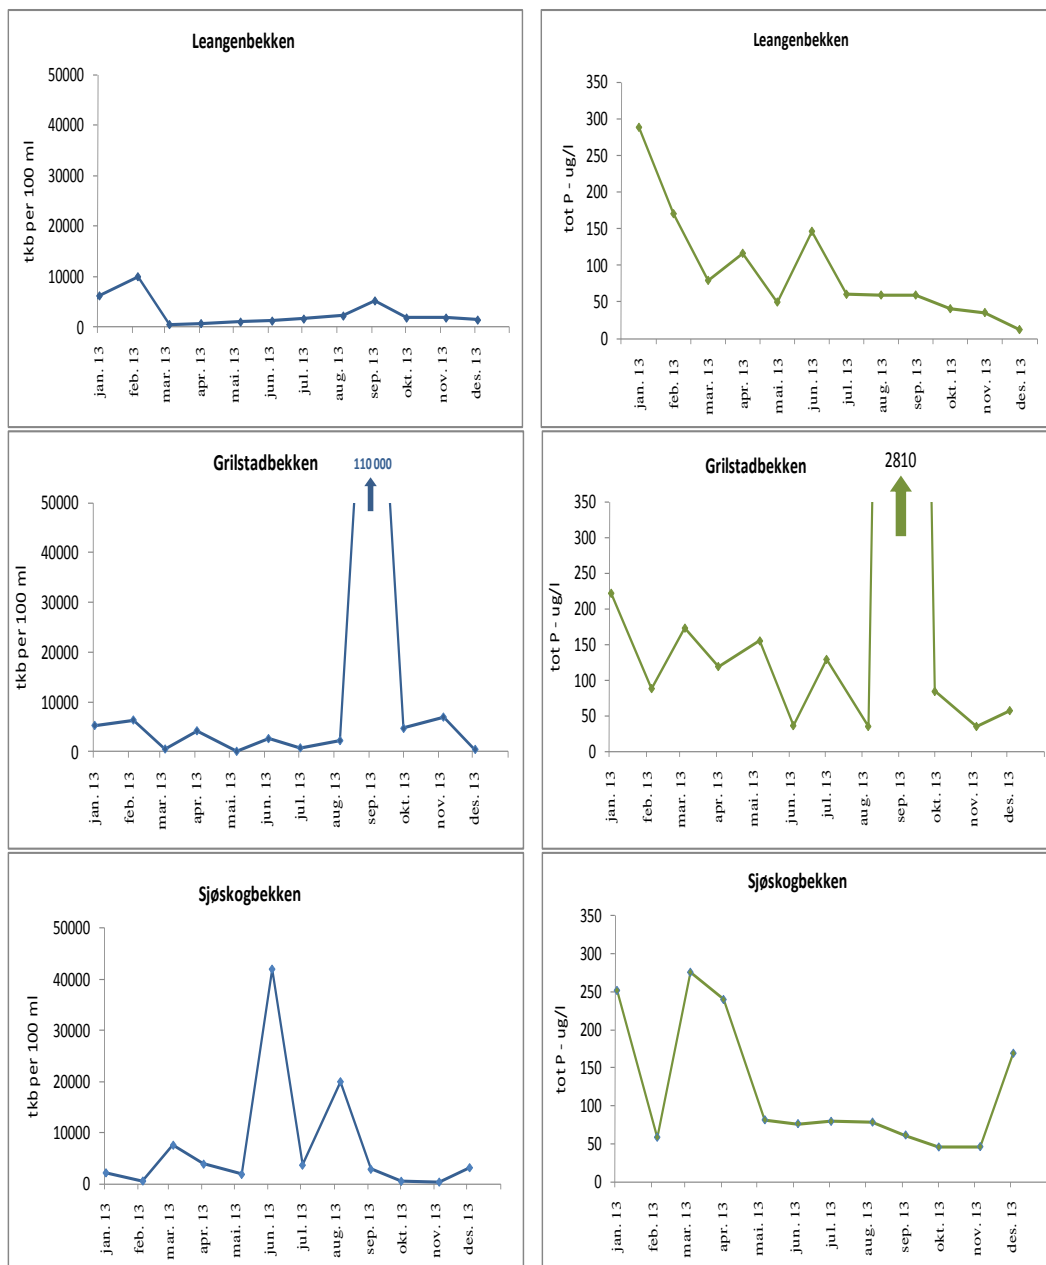 Leangenbekken
tkb per 100 ml
50000
40000
30000
20000
10000
0
jan. 13
feb. 13
mar. 13
apr. 13
mai. 13
jun. 13
jul. 13
aug. 13
sep. 13
okt. 13
nov. 13
des. 13
Leangenbekken
tot P - ug/l
350
300
250
200
150
100
50
0
jan. 13
feb. 13
mar. 13
apr. 13
mai. 13
jun. 13
jul. 13
aug. 13
sep. 13
okt. 13
nov. 13
des. 13
Grilstadbekken
110 000
tkb per 100 ml
50000
40000
30000
20000
10000
0
jan. 13
feb. 13
mar. 13
apr. 13
mai. 13
jun. 13
jul. 13
aug. 13
sep. 13
okt. 13
nov. 13
des. 13
Grilstadbekken
2810
tot P - ug/l
350
300
250
200
150
100
50
0
jan. 13
feb. 13
mar. 13
apr. 13
mai. 13
jun. 13
jul. 13
aug. 13
sep. 13
okt. 13
nov. 13
des. 13
Sjøskogbekken
tkb per 100 ml
50000
40000
30000
20000
10000
0
jan. 13
feb. 13
mar. 13
apr. 13
mai. 13
jun. 13
jul. 13
aug. 13
sep. 13
okt. 13
nov. 13
des. 13
Sjøskogbekken
tot P - ug/l
350
300
250
200
150
100
50
0
jan. 13
feb. 13
mar. 13
apr. 13
mai. 13
jun. 13
jul. 13
aug. 13
sep. 13
okt. 13
nov. 13
des. 13